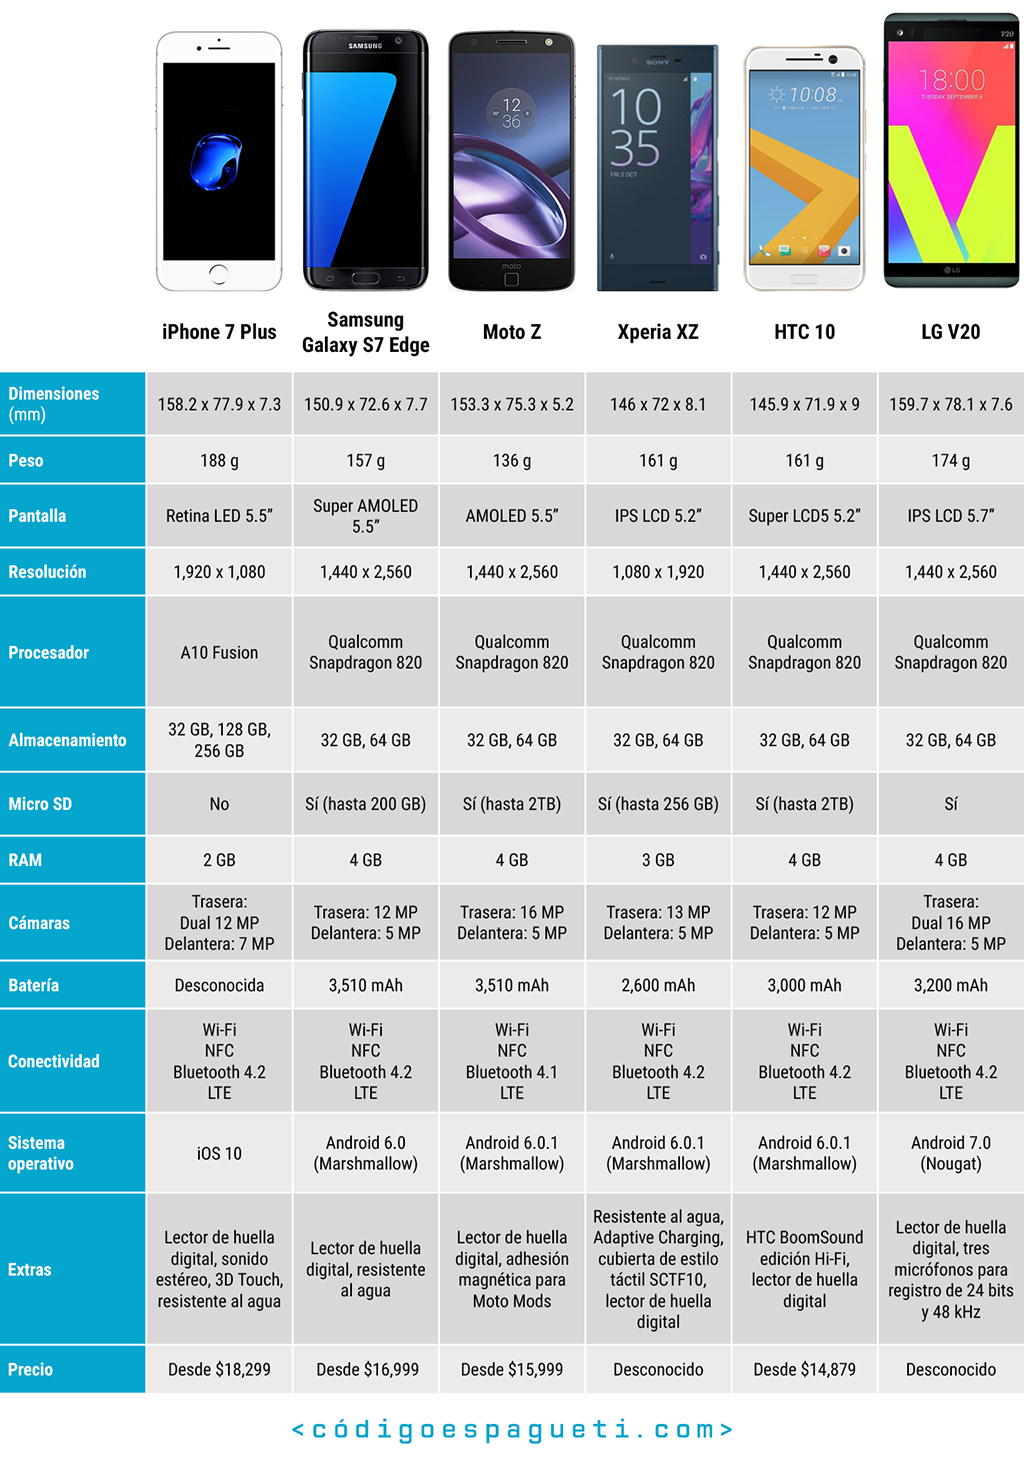 SAMSUNG
SONY
V20
12
36
10
35
FRI 3 OCT
10:08
18:00
TUESDAY, SEPTEMBER 6
moto
LG
iPhone 7 Plus
Samsung
Galaxy S7 Edge
Moto Z
Xperia XZ
HTC 10
LG V20
Dimensiones
(mm)
158.2 x 77.9 x 7.3
150.9 x 72.6 x 7.7
153.3 x 75.3 x 5.2
146 x 72 x 8.1
145.9 x 71.9 x 9
159.7 x 78.1 x 7.6
Peso
188 g
157 g
136 g
161 g
161 g
174 g
Pantalla
Retina LED 5.5”
Super AMOLED
5.5”
AMOLED 5.5”
IPS LCD 5.2”
Super LCD5 5.2”
IPS LCD 5.7”
Resolución
1,920 x 1,080
1,440 x 2,560
1,440 x 2,560
1,080 x 1,920
1,440 x 2,560
1,440 x 2,560
Procesador
A10 Fusion
Qualcomm
Snapdragon 820
Qualcomm
Snapdragon 820
Qualcomm
Snapdragon 820
Qualcomm
Snapdragon 820
Qualcomm
Snapdragon 820
Almacenamiento
32 GB, 128 GB,
256 GB
32 GB, 64 GB
32 GB, 64 GB
32 GB, 64 GB
32 GB, 64 GB
32 GB, 64 GB
Micro SD
No
Sí (hasta 200 GB)
Sí (hasta 2TB)
Sí (hasta 256 GB)
Sí (hasta 2TB)
Sí
RAM
2 GB
4 GB
4 GB
3 GB
4 GB
4 GB
Cámaras
Trasera:
Dual 12 MP
Delantera: 7 MP
Trasera: 12 MP
Delantera: 5 MP
Trasera: 16 MP
Delantera: 5 MP
Trasera: 13 MP
Delantera: 5 MP
Trasera: 12 MP
Delantera: 5 MP
Trasera:
Dual 16 MP
Delantera: 5 MP
Batería
Desconocida
3,510 mAh
3,510 mAh
2,600 mAh
3,000 mAh
3,200 mAh
Conectividad
Wi-Fi
NFC
Bluetooth 4.2
LTE
Wi-Fi
NFC
Bluetooth 4.2
LTE
Wi-Fi
NFC
Bluetooth 4.1
LTE
Wi-Fi
NFC
Bluetooth 4.2
LTE
Wi-Fi
NFC
Bluetooth 4.2
LTE
Wi-Fi
NFC
Bluetooth 4.2
LTE
Sistema
operativo
iOS 10
Android 6.0
(Marshmallow)
Android 6.0.1
(Marshmallow)
Android 6.0.1
(Marshmallow)
Android 6.0.1
(Marshmallow)
Android 7.0
(Nougat)
Extras
Lector de huella
digital, sonido
estéreo, 3D Touch,
resistente al agua
Lector de huella
digital, resistente
al agua
Lector de huella
digital, adhesión
magnética para
Moto Mods
Resistente al agua,
Adaptive Charging,
cubierta de estilo
táctil SCTF10,
lector de huella
digital
HTC BoomSound
edición Hi-Fi,
lector de huella
digital
Lector de huella
digital, tres
micrófonos para
registro de 24 bits
y 48 kHz
Precio
Desde $18,299
Desde $16,999
Desde $15,999
Desconocido
Desde $14,879
Desconocido
<códigoespagueti.com>